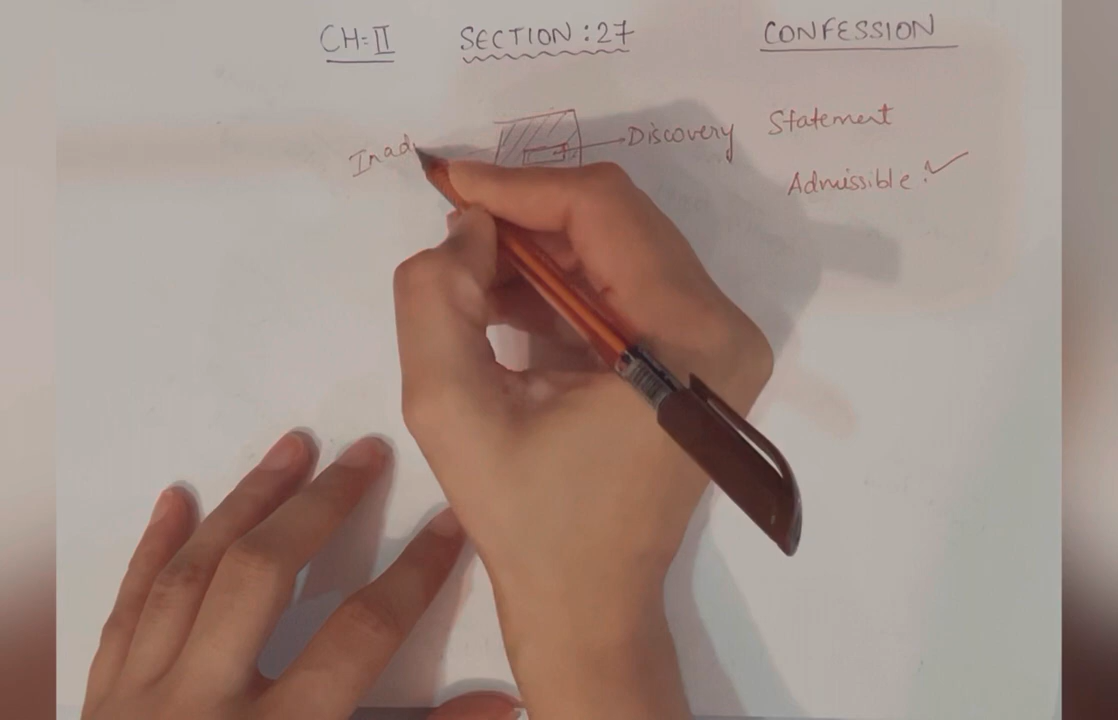 CH:II SECTION:27 CONFESSION
Discovery Statement
Inad
Admissible ✓